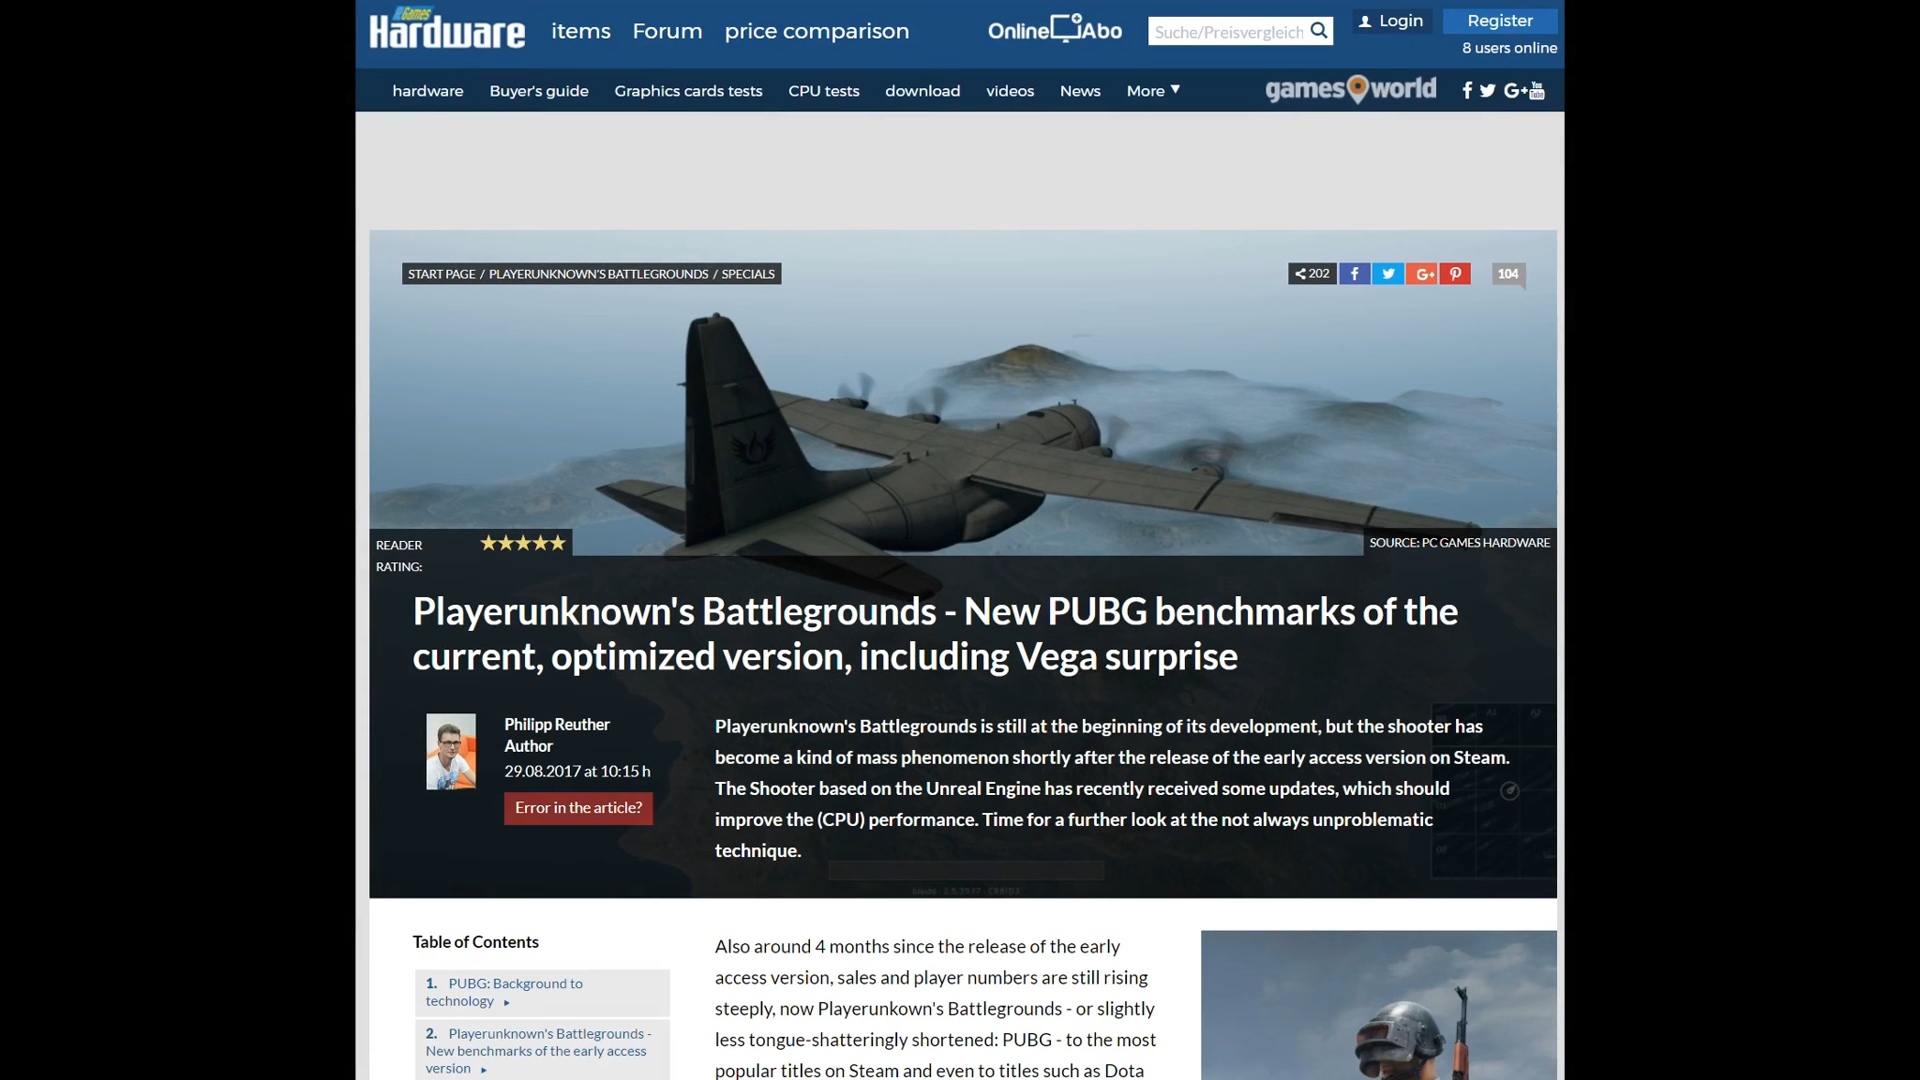 Games
Hardware
items
Forum
price comparison
Online Abo
Suche/Preisvergleich
Login
Register
8 users online
hardware
Buyer's guide
Graphics cards tests
CPU tests
download
videos
News
More
games world
START PAGE / PLAYERUNKNOWN'S BATTLEGROUNDS / SPECIALS
202
104
READER
RATING:
SOURCE: PC GAMES HARDWARE
Playerunknown's Battlegrounds - New PUBG benchmarks of the
current, optimized version, including Vega surprise
Philipp Reuther
Author
29.08.2017 at 10:15 h
Error in the article?
Playerunknown's Battlegrounds is still at the beginning of its development, but the shooter has
become a kind of mass phenomenon shortly after the release of the early access version on Steam.
The Shooter based on the Unreal Engine has recently received some updates, which should
improve the (CPU) performance. Time for a further look at the not always unproblematic
technique.
Table of Contents
1. PUBG: Background to
technology
2. Playerunknown's Battlegrounds -
New benchmarks of the early access
version
Also around 4 months since the release of the early
access version, sales and player numbers are still rising
steeply, now Playerunkown's Battlegrounds - or slightly
less tongue-shatteringly shortened: PUBG - to the most
popular titles on Steam and even to titles such as Dota